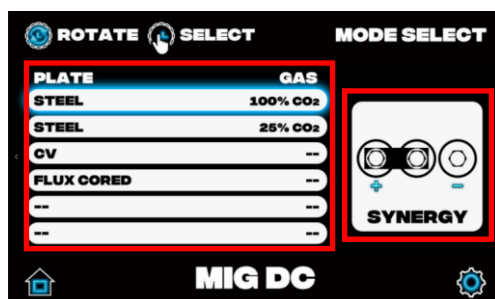 ROTATE SELECT MODE SELECT
PLATE GAS
STEEL 100% CO₂
STEEL 25% CO₂
CV --
FLUX CORED --
-- --
-- --
+ −
SYNERGY
MIG DC